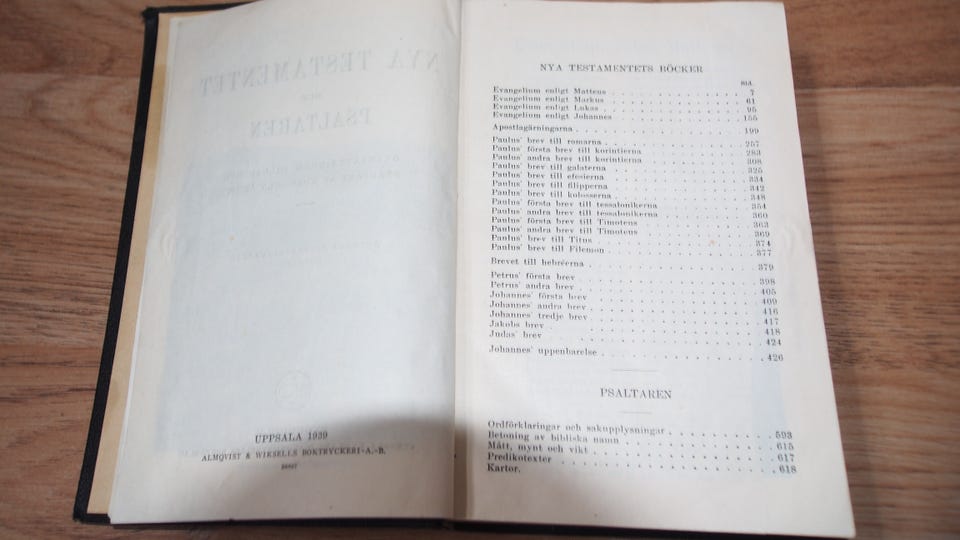 NYA TESTAMENTET
PSALTAREN
UPPSALA 1939
ALMQVIST & WIKSELLS BOKTRYCKERI-A.-B.
NYA TESTAMENTETS BÖCKER
SID.
Evangelium enligt Matteus 7
Evangelium enligt Markus 61
Evangelium enligt Lukas 95
Evangelium enligt Johannes 155
Apostlagärningarna 199
Paulus' brev till romarna 257
Paulus' första brev till korintierna 283
Paulus' andra brev till korintierna 308
Paulus' brev till galaterna 325
Paulus' brev till efesierna 334
Paulus' brev till filipperna 342
Paulus' brev till kolosserna 348
Paulus' första brev till tessalonikerna 354
Paulus' andra brev till tessalonikerna 360
Paulus' första brev till Timoteus 363
Paulus' andra brev till Timoteus 369
Paulus' brev till Titus 374
Paulus' brev till Filemon 377
Brevet till hebréerna 379
Petrus' första brev 398
Petrus' andra brev 405
Johannes' första brev 409
Johannes' andra brev 416
Johannes' tredje brev 417
Jakobs brev 418
Judas' brev 424
Johannes' uppenbarelse 426
PSALTAREN
Ordförklaringar och sakupplysningar 593
Betoning av bibliska namn 615
Mått, mynt och vikt 617
Predikotexter 618
Kartor.